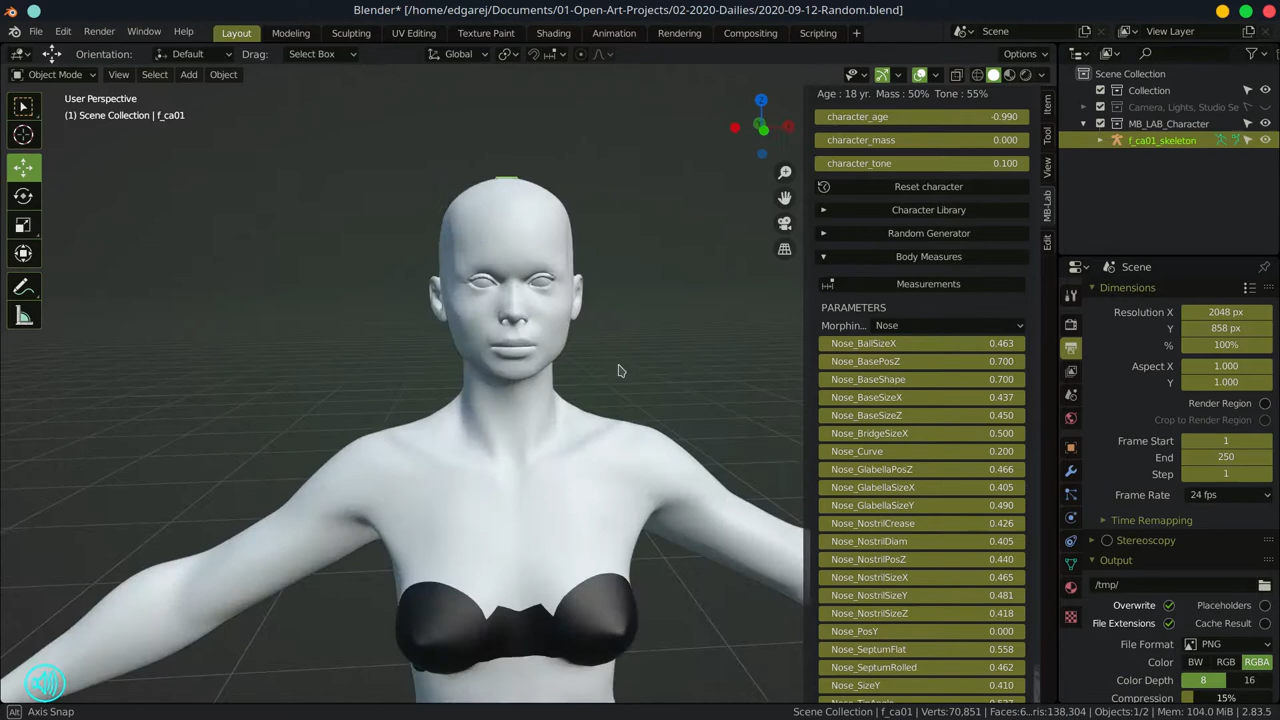 Blender* [/home/edgarej/Documents/01-Open-Art-Projects/02-2020-Dailies/2020-09-12-Random.blend]
File Edit Render Window Help Layout Modeling Sculpting UV Editing Texture Paint Shading Animation Rendering Compositing Scripting + Scene View Layer
Orientation: Default Drag: Select Box Global Options
Object Mode View Select Add Object
User Perspective
(1) Scene Collection | f_ca01
Z
Age : 18 yr. Mass : 50% Tone : 55%
character_age -0.990
character_mass 0.000
character_tone 0.100
Reset character
Character Library
Random Generator
Body Measures
Measurements
PARAMETERS
Morphin... Nose
Nose_BallSizeX 0.463
Nose_BasePosZ 0.700
Nose_BaseShape 0.700
Nose_BaseSizeX 0.437
Nose_BaseSizeZ 0.450
Nose_BridgeSizeX 0.500
Nose_Curve 0.200
Nose_GlabellaPosZ 0.466
Nose_GlabellaSizeX 0.405
Nose_GlabellaSizeY 0.490
Nose_NostrilCrease 0.426
Nose_NostrilDiam 0.405
Nose_NostrilPosZ 0.440
Nose_NostrilSizeX 0.465
Nose_NostrilSizeY 0.481
Nose_NostrilSizeZ 0.418
Nose_PosY 0.000
Nose_SeptumFlat 0.558
Nose_SeptumRolled 0.462
Nose_SizeY 0.410
Item
Tool
View
MB-Lab
Edit
Scene Collection
Collection
Camera, Lights, Studio Se
MB_LAB_Character
f_ca01_skeleton
Scene
Dimensions
Resolution X 2048 px
Y 858 px
% 100%
Aspect X 1.000
Y 1.000
Render Region
Crop to Render Region
Frame Start 1
End 250
Step 1
Frame Rate 24 fps
Time Remapping
Stereoscopy
Output
/tmp/
Overwrite Placeholders
File Extensions Cache Result
File Format PNG
Color BW RGB RGBA
Color Depth 8 16
Compression 15%
Alt Axis Snap
Scene Collection | f_ca01 | Verts:70,851 | Faces:6...ris:138,304 | Objects:1/2 | Mem: 104.0 MiB | 2.83.5